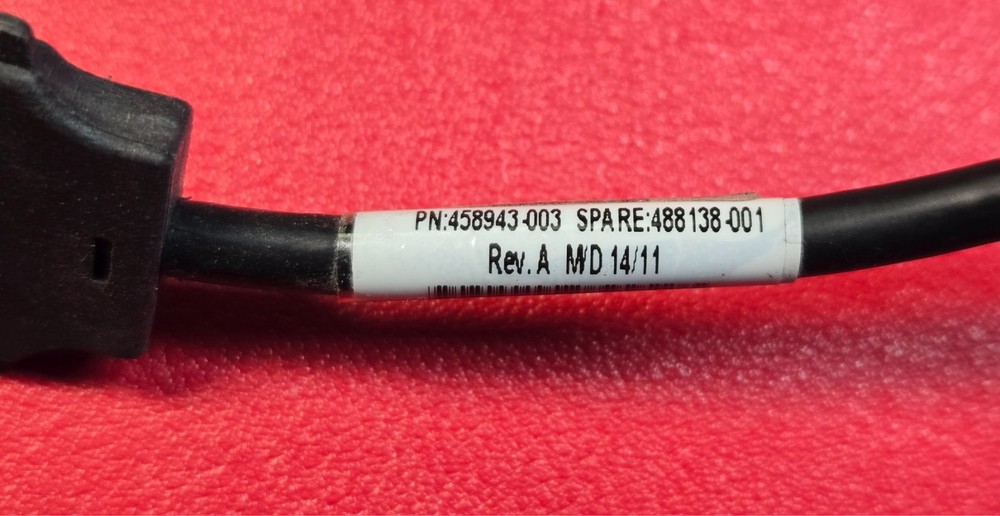 PN:458943-003 SPARE:488138-001
Rev. A M/D 14/11